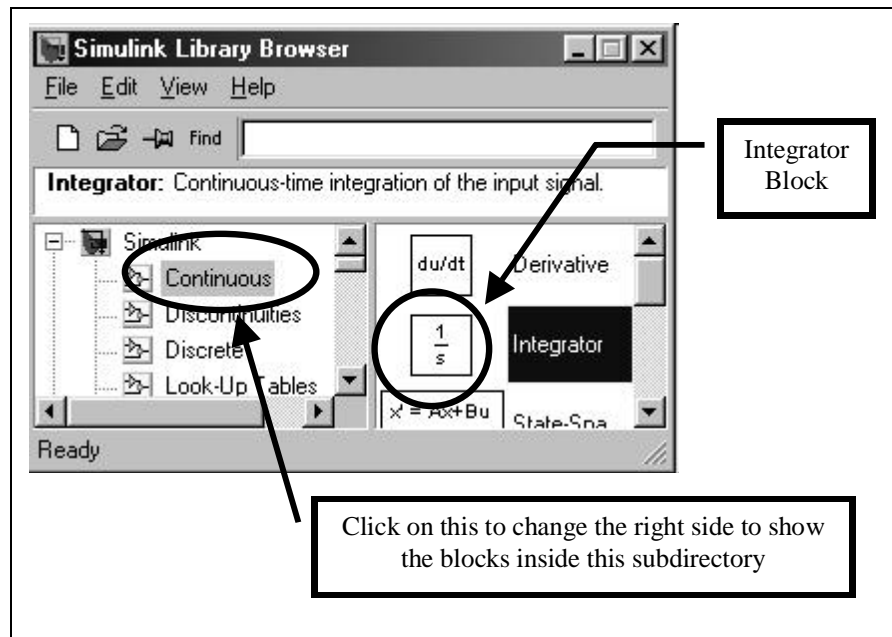 Simulink Library Browser
File Edit View Help
Find
Integrator: Continuous-time integration of the input signal.
Simulink
Continuous
Discontinuities
Discrete
Look-Up Tables
du/dt
Derivative
1
s
Integrator
x' = Ax+Bu
State-Spa
Ready
Integrator
Block
Click on this to change the right side to show
the blocks inside this subdirectory